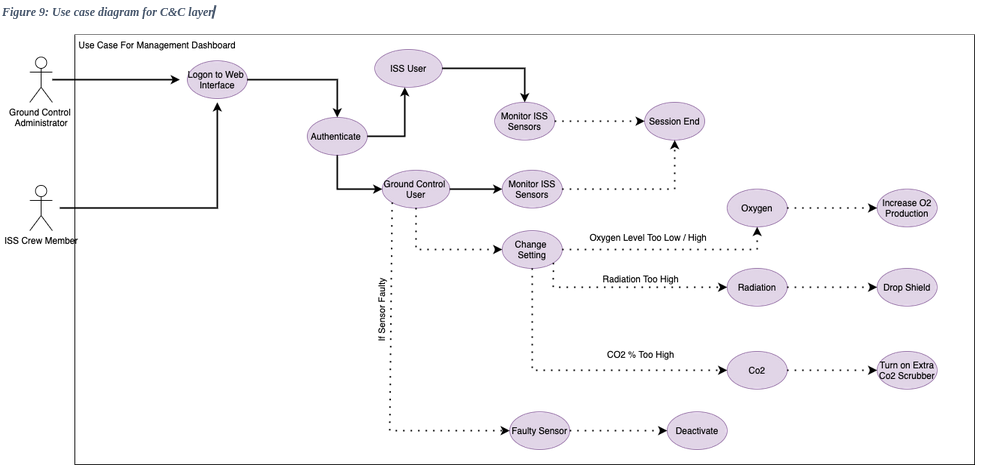 Figure 9: Use case diagram for C&C layer
Use Case For Management Dashboard
Ground Control
Administrator
ISS Crew Member
Logon to Web
Interface
Authenticate
ISS User
Monitor ISS
Sensors
Session End
Ground Control
User
Monitor ISS
Sensors
Change
Setting
Oxygen Level Too Low / High
Oxygen
Increase O2
Production
Radiation Too High
Radiation
Drop Shield
If Sensor Faulty
CO2 % Too High
Co2
Turn on Extra
Co2 Scrubber
Faulty Sensor
Deactivate